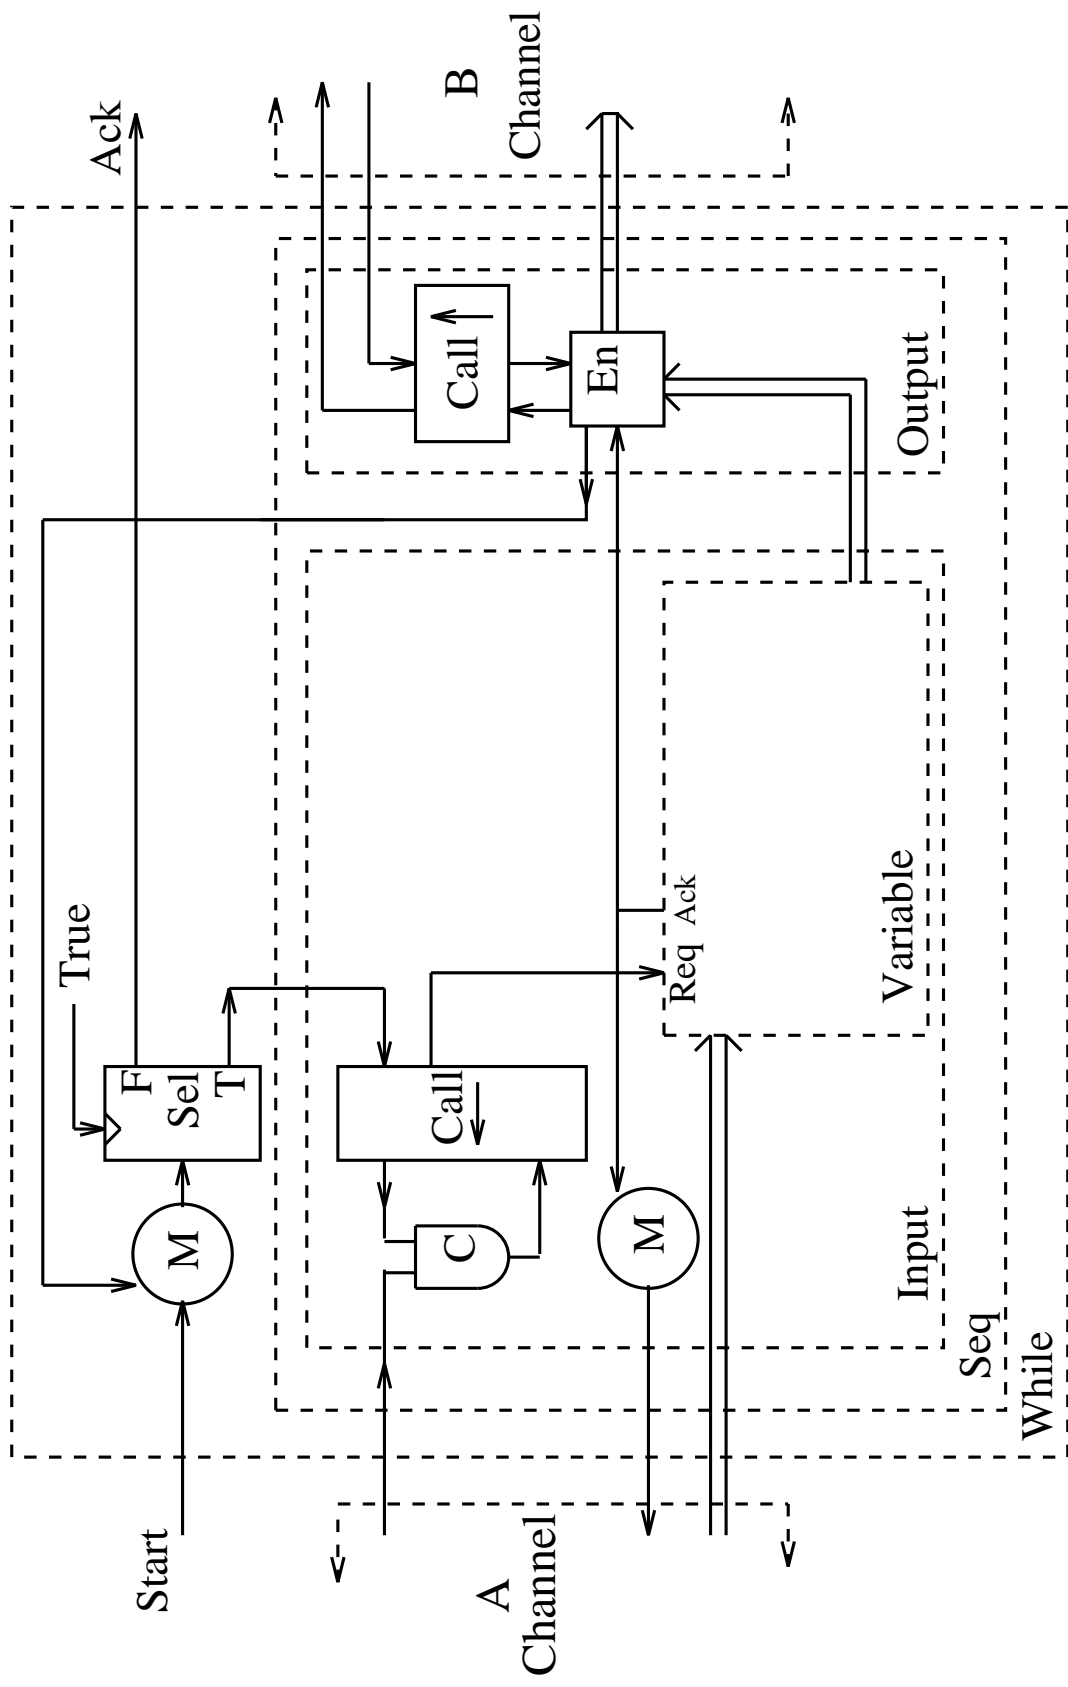 True
Ack
Start
M
Sel
F
T
Call
C
M
Req
Ack
Variable
Input
Call
En
Output
Seq
While
A
Channel
B
Channel